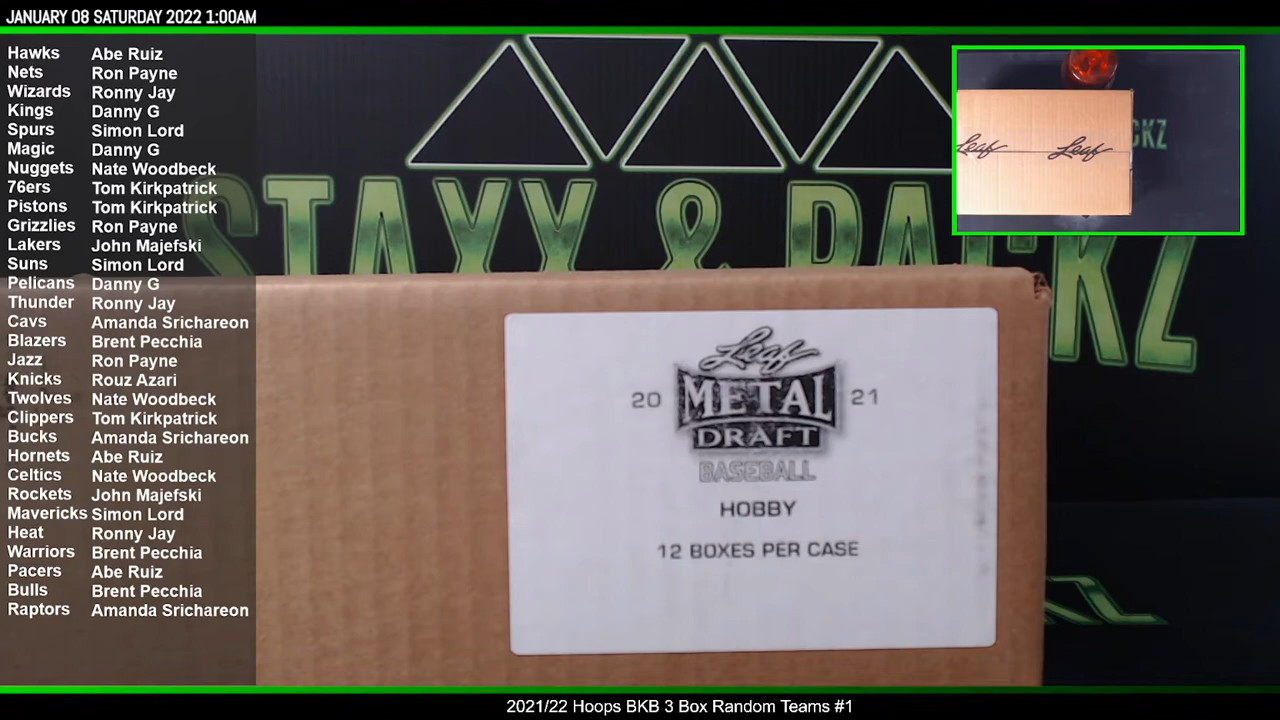 JANUARY 08 SATURDAY 2022 1:00AM
Hawks Abe Ruiz
Nets Ron Payne
Wizards Ronny Jay
Kings Danny G
Spurs Simon Lord
Magic Danny G
Nuggets Nate Woodbeck
76ers Tom Kirkpatrick
Pistons Tom Kirkpatrick
Grizzlies Ron Payne
Lakers John Majefski
Suns Simon Lord
Pelicans Danny G
Thunder Ronny Jay
Cavs Amanda Srichareon
Blazers Brent Pecchia
Jazz Ron Payne
Knicks Rouz Azari
Twolves Nate Woodbeck
Clippers Tom Kirkpatrick
Bucks Amanda Srichareon
Hornets Abe Ruiz
Celtics Nate Woodbeck
Rockets John Majefski
Mavericks Simon Lord
Heat Ronny Jay
Warriors Brent Pecchia
Pacers Abe Ruiz
Bulls Brent Pecchia
Raptors Amanda Srichareon
STAXX & PACKZ
Leaf Leaf
CKZ
Leaf
20 METAL 21
DRAFT
BASEBALL
HOBBY
12 BOXES PER CASE
2021/22 Hoops BKB 3 Box Random Teams #1